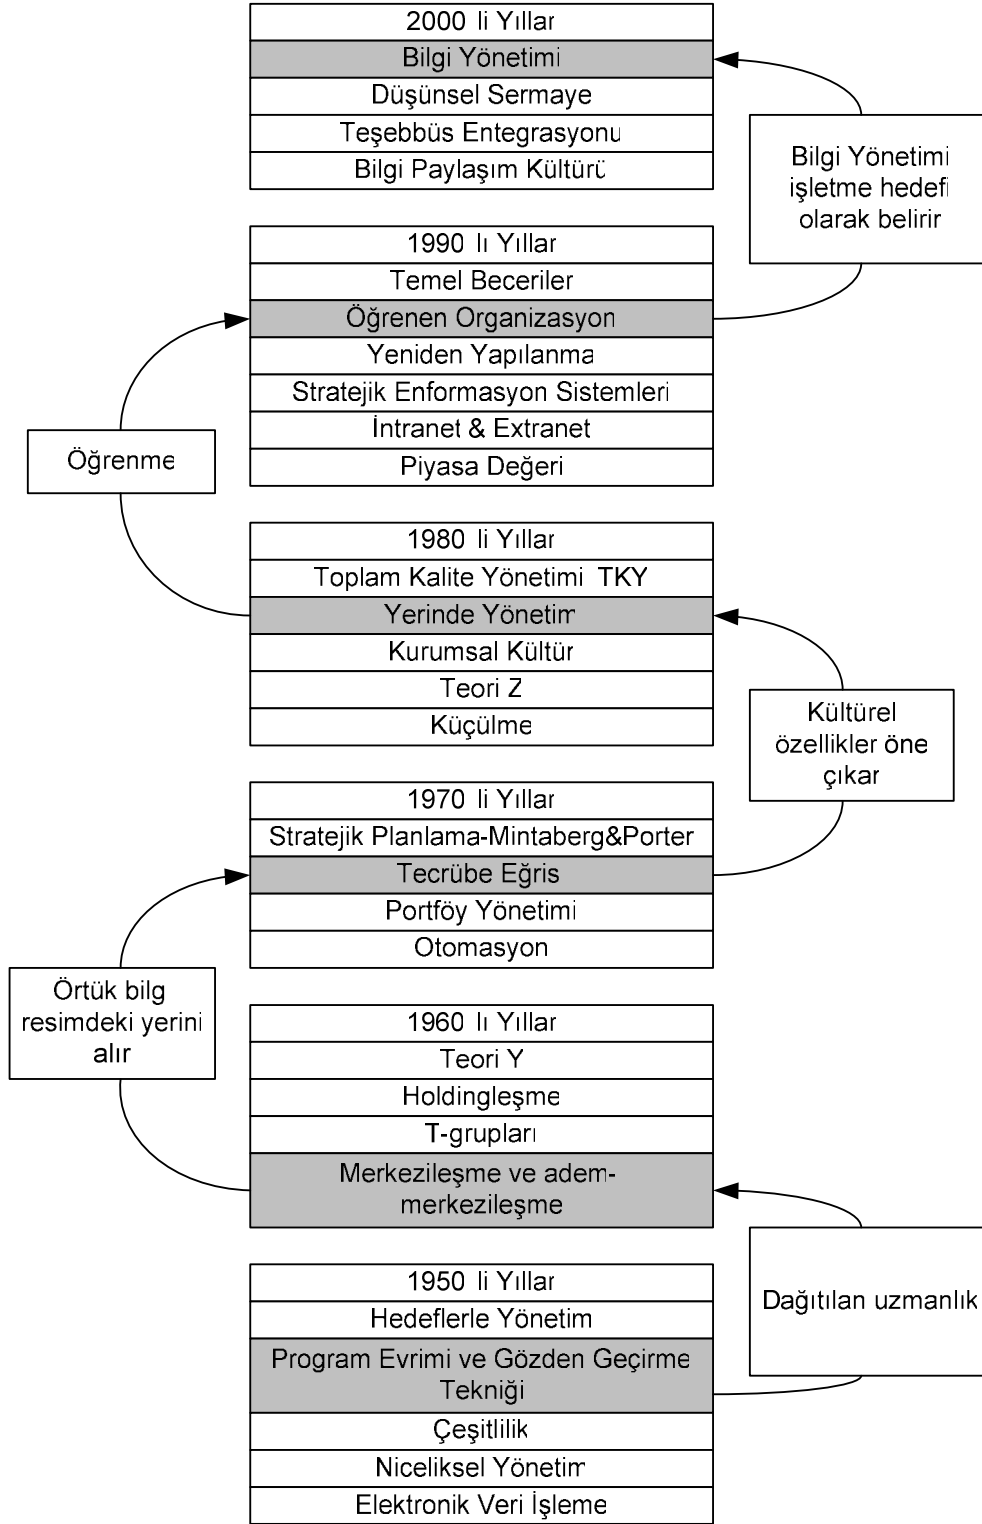 2000 li Yıllar
Bilgi Yönetimi
Düşünsel Sermaye
Teşebbüs Entegrasyonu
Bilgi Paylaşım Kültürü
Bilgi Yönetimi
işletme hedefi
olarak belirir
1990 lı Yıllar
Temel Beceriler
Öğrenen Organizasyon
Yeniden Yapılanma
Stratejik Enformasyon Sistemleri
İntranet & Extranet
Piyasa Değeri
Öğrenme
1980 li Yıllar
Toplam Kalite Yönetimi TKY
Yerinde Yönetim
Kurumsal Kültür
Teori Z
Küçülme
Kültürel
özellikler öne
çıkar
1970 li Yıllar
Stratejik Planlama-Mintaberg&Porter
Tecrübe Eğris
Portföy Yönetimi
Otomasyon
Örtük bilg
resimdeki yerini
alır
1960 lı Yıllar
Teori Y
Holdingleşme
T-grupları
Merkezileşme ve adem-
merkezileşme
Dağıtılan uzmanlık
1950 li Yıllar
Hedeflerle Yönetim
Program Evrimi ve Gözden Geçirme
Tekniği
Çeşitlilik
Niceliksel Yönetim
Elektronik Veri İşleme